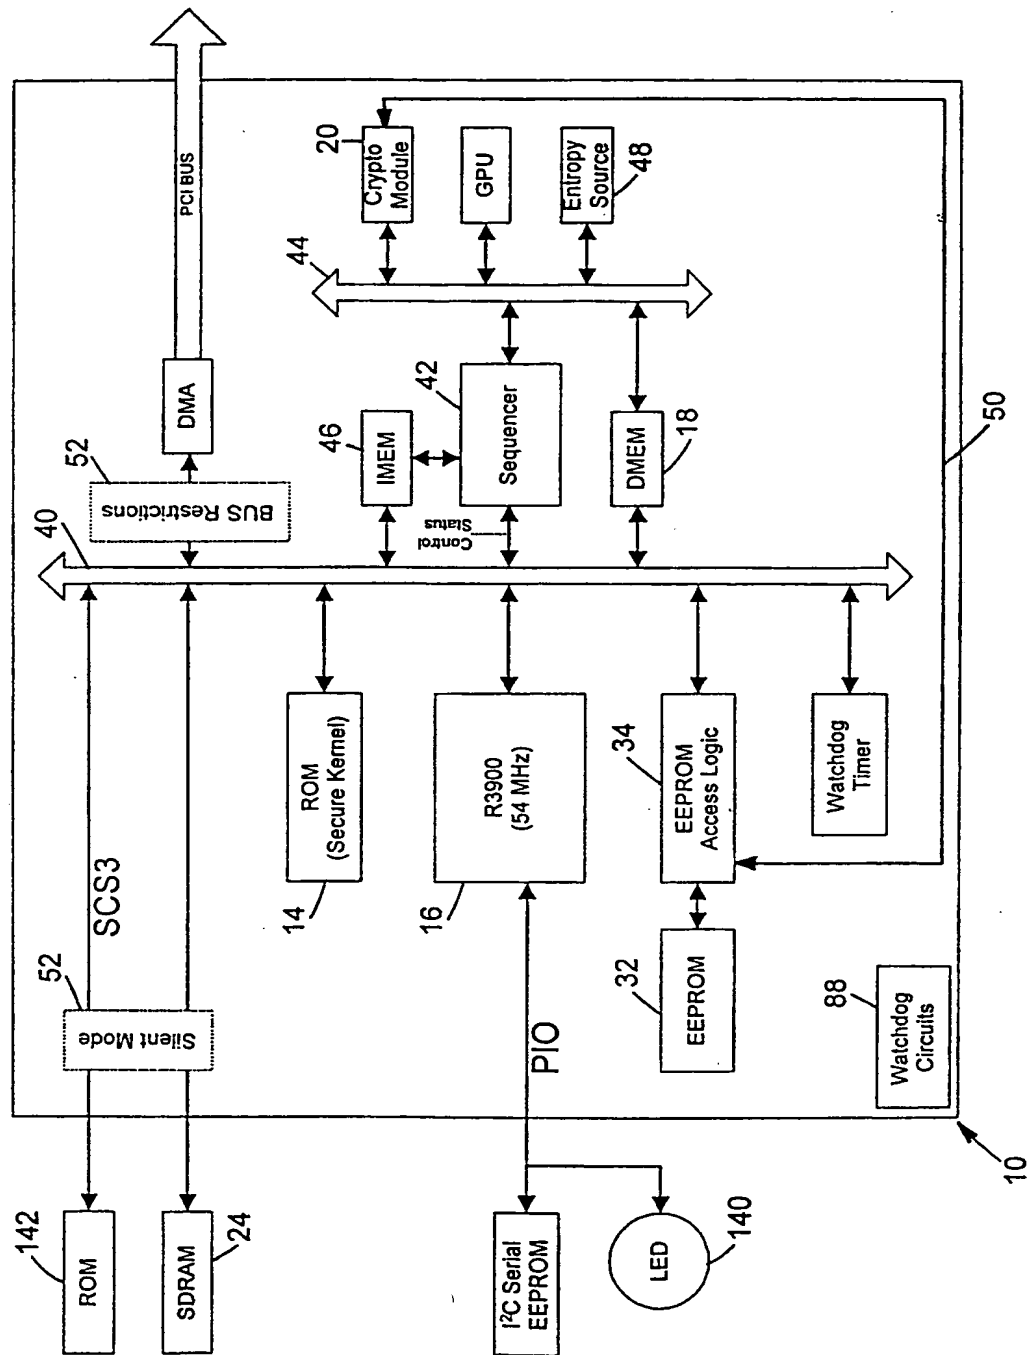 142
ROM
SDRAM
24
I²C Serial
EEPROM
LED
140
10
52
Silent Mode
SCS3
PIO
ROM
(Secure Kernel)
14
R3900
(54 MHz)
16
32
EEPROM
34
EEPROM
Access Logic
Watchdog
Timer
88
Watchdog
Circuits
40
52
BUS Restrictions
DMA
PCI BUS
46
IMEM
Control
Status
42
Sequencer
DMEM
18
44
20
Crypto
Module
GPU
Entropy
Source
48
50